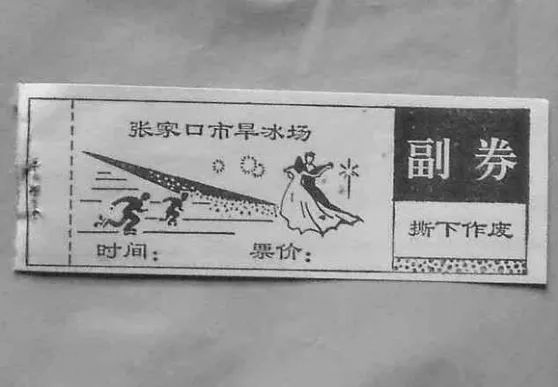 张家口市旱冰场
时间：
票价：
副券
撕下作废